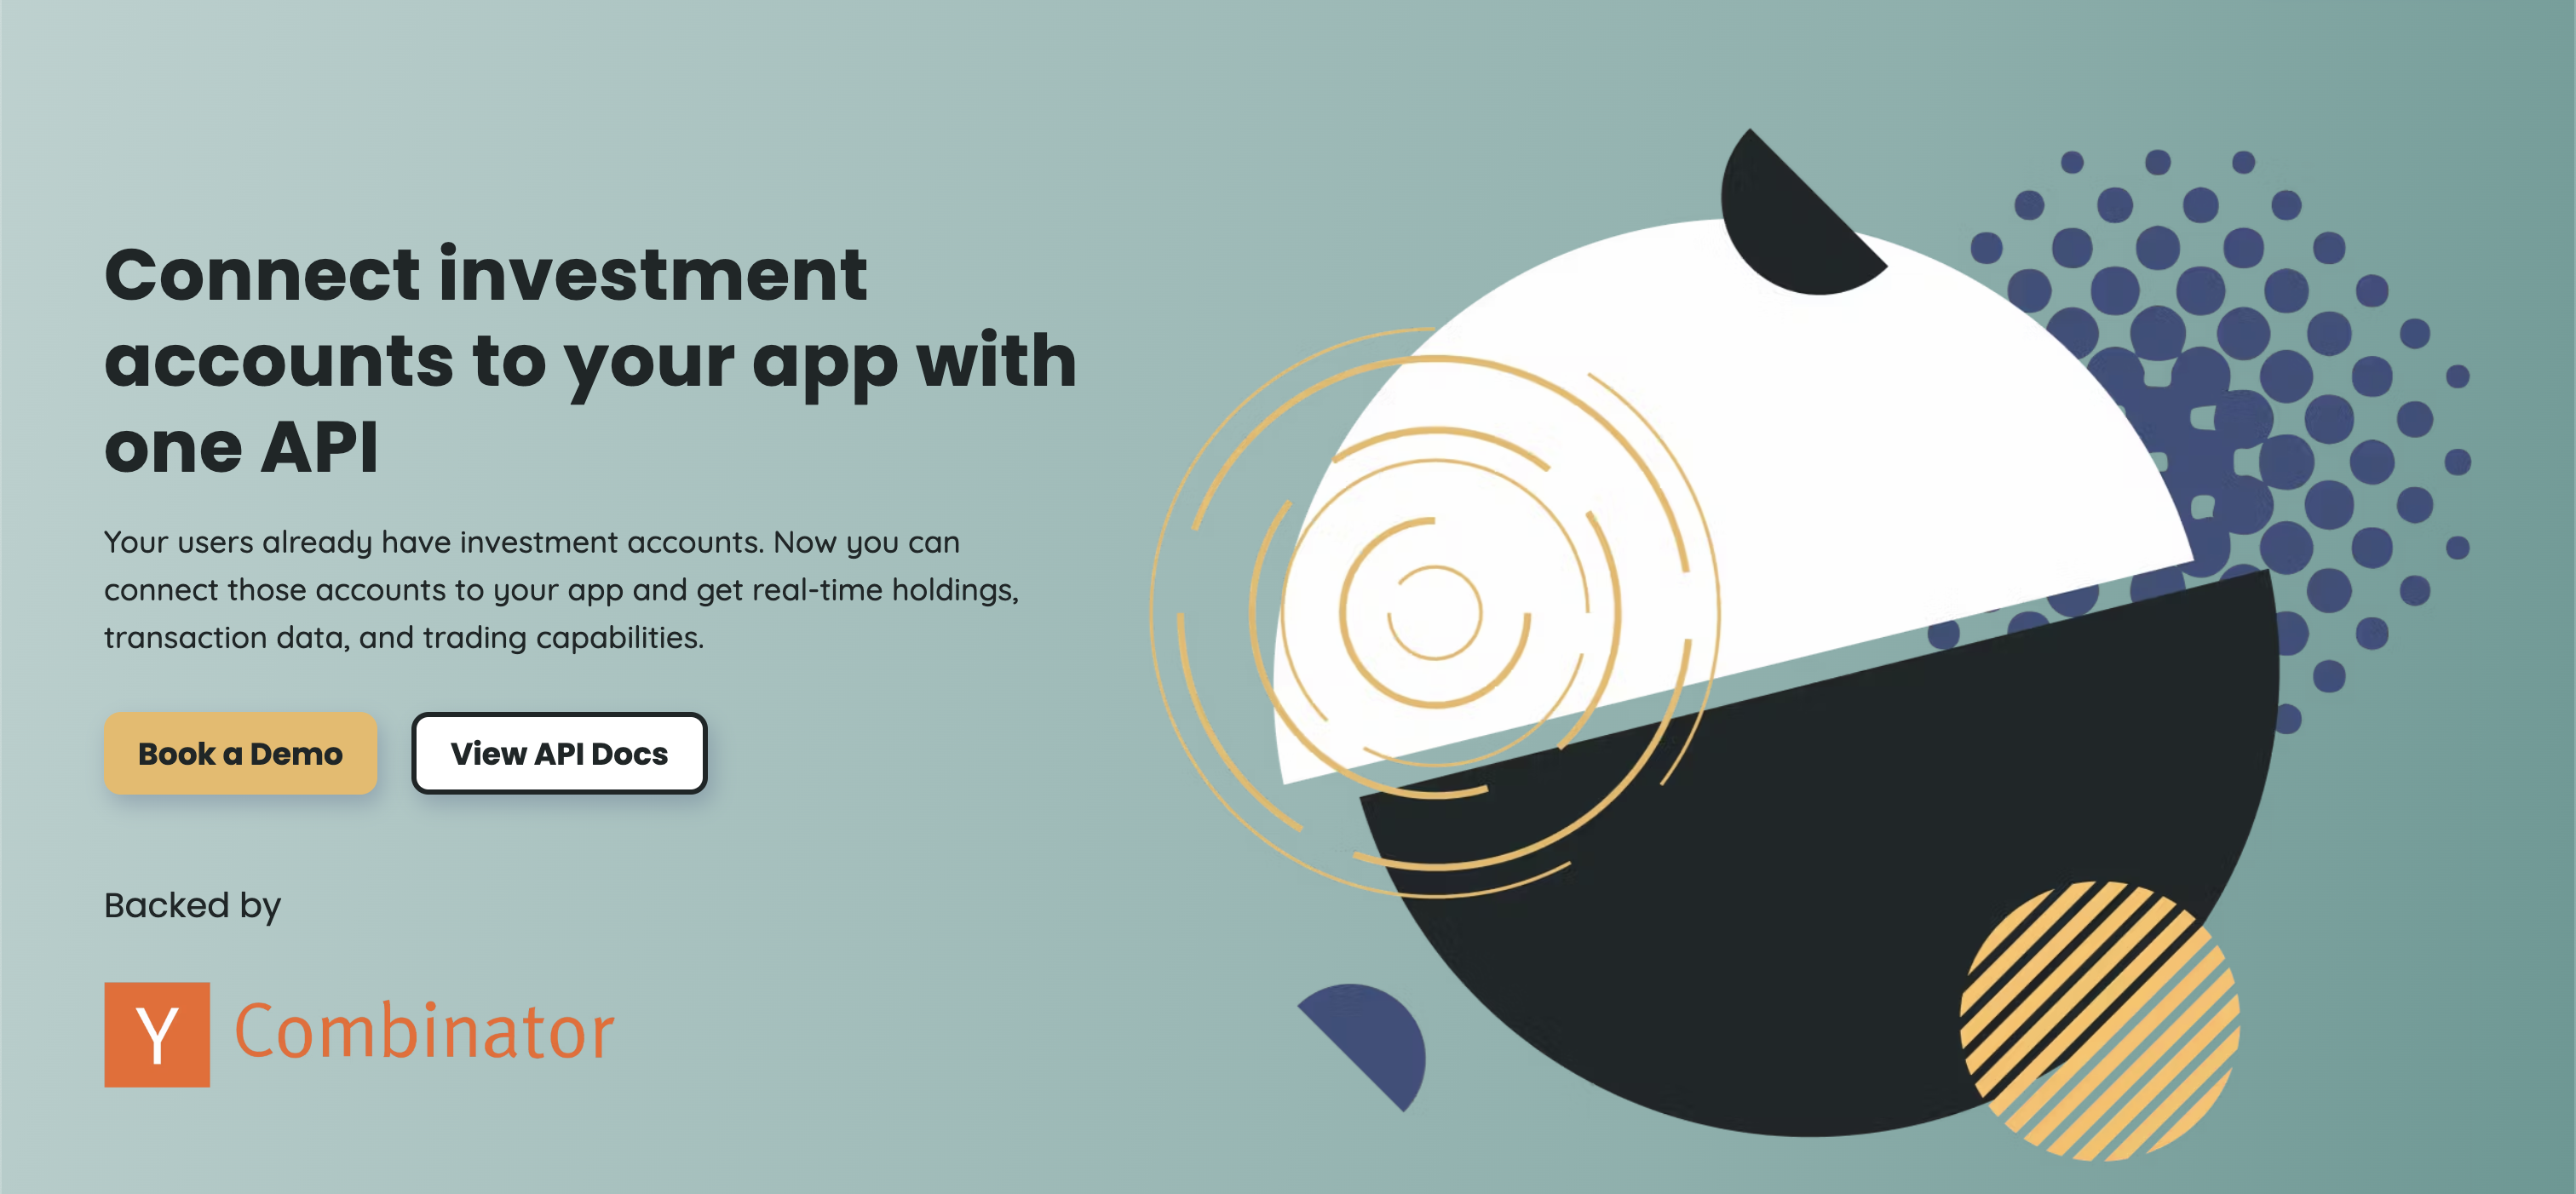 Connect investment
accounts to your app with
one API
Your users already have investment accounts. Now you can
connect those accounts to your app and get real-time holdings,
transaction data, and trading capabilities.
Book a Demo
View API Docs
Backed by
Y Combinator